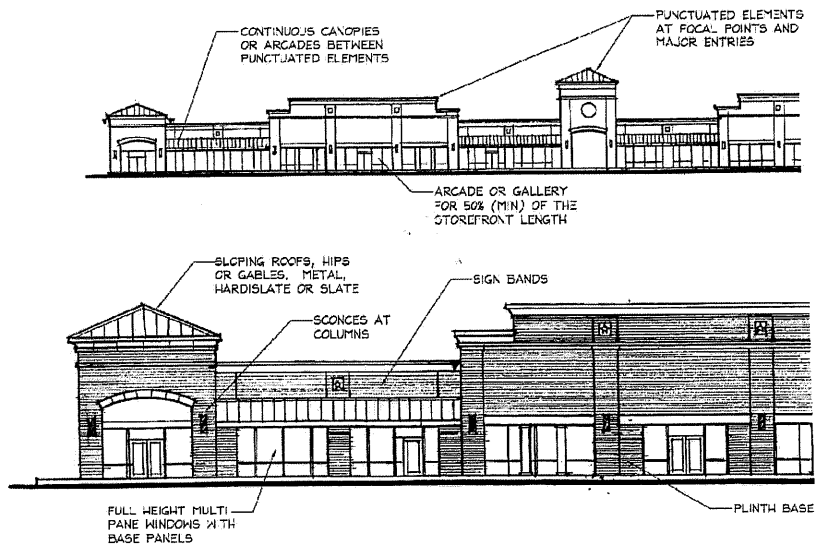 CONTINUOUS CANOPIES
OR ARCADES BETWEEN
PUNCTUATED ELEMENTS
PUNCTUATED ELEMENTS
AT FOCAL POINTS AND
MAJOR ENTRIES
ARCADE OR GALLERY
FOR 50% (MIN) OF THE
STOREFRONT LENGTH
SLOPING ROOFS, HIPS
OR GABLES. METAL,
HARDISLATE OR SLATE
SIGN BANDS
SCONCES AT
COLUMNS
FULL HEIGHT MULTI
PANE WINDOWS WITH
BASE PANELS
PLINTH BASE